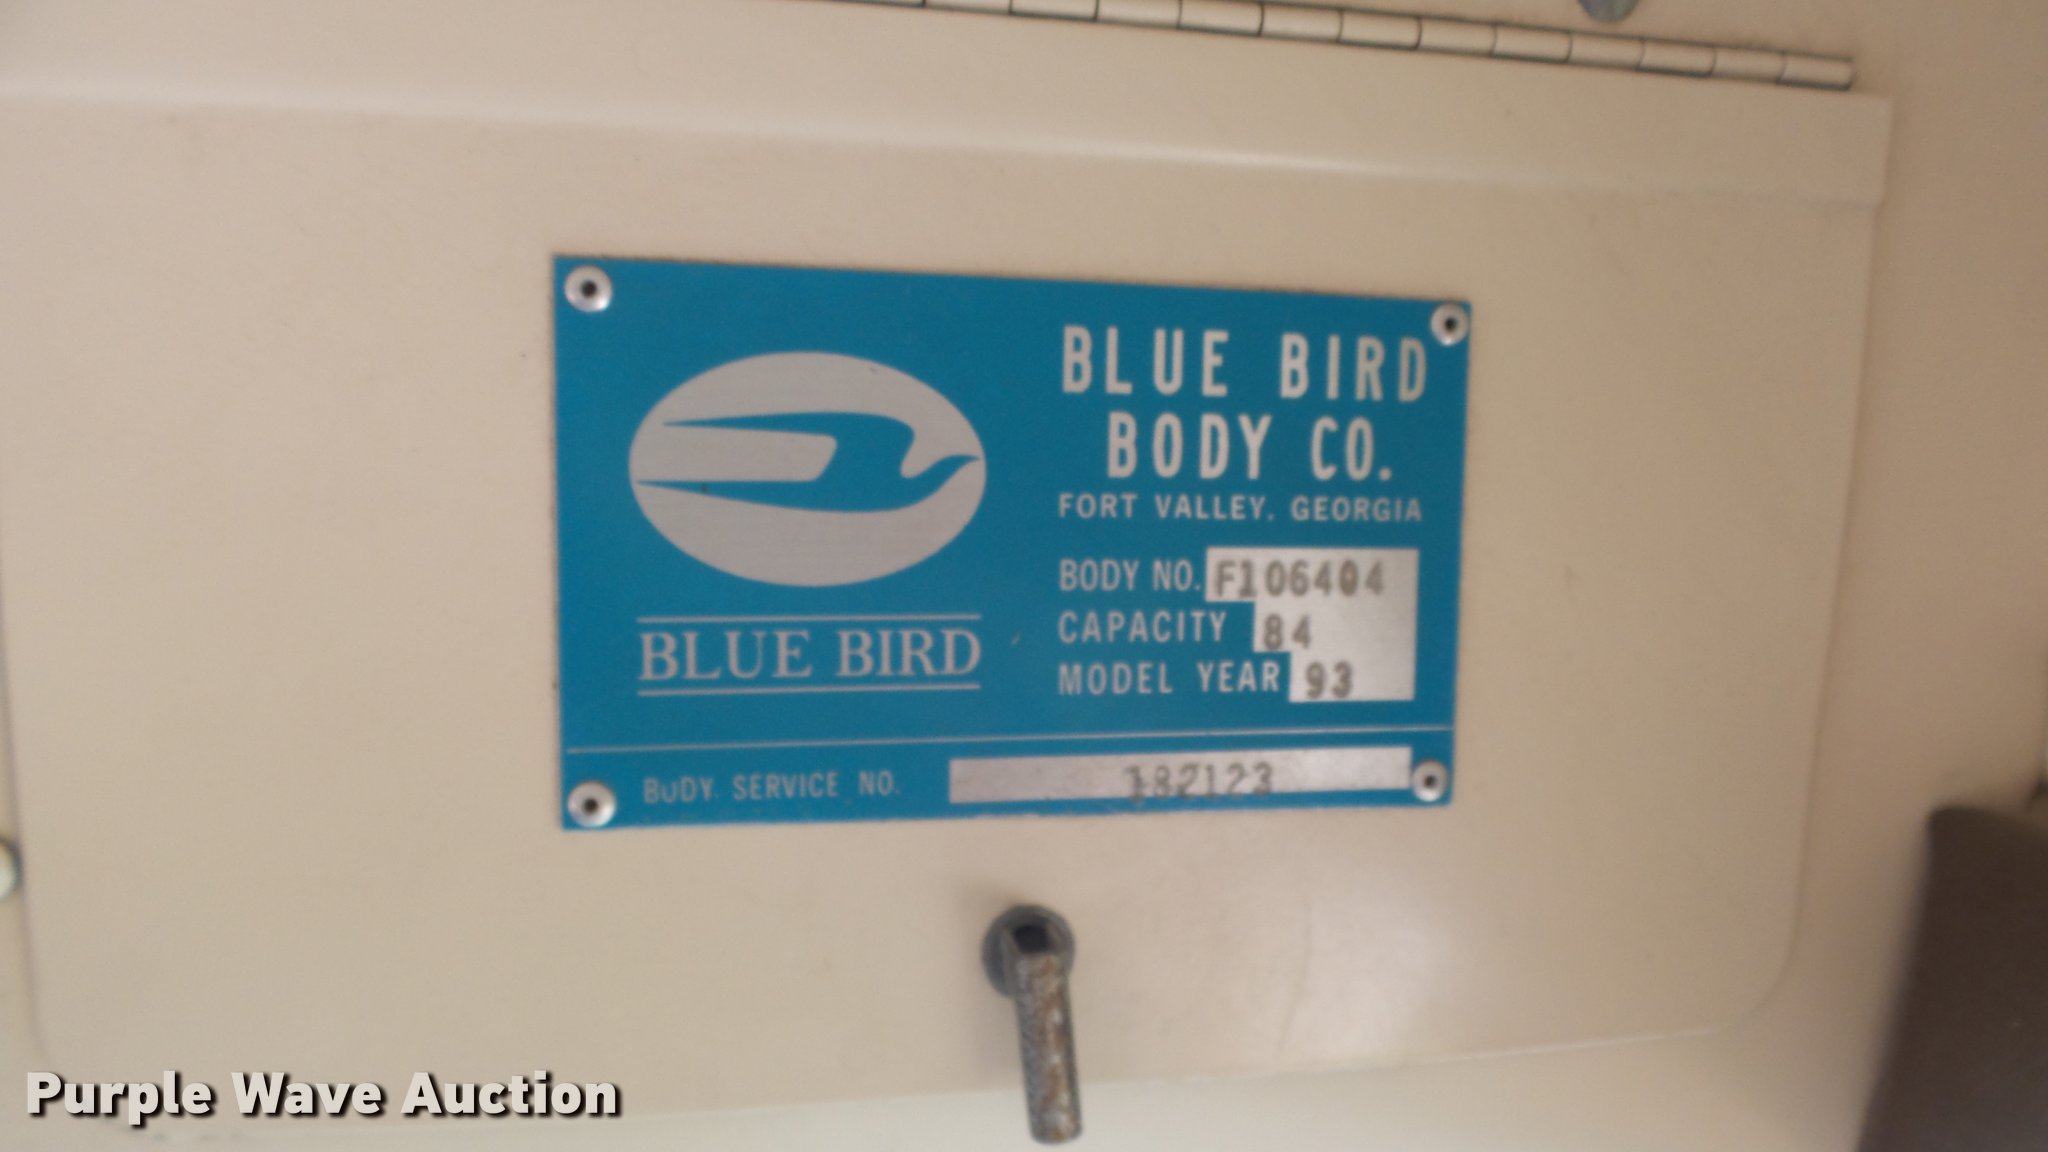 BLUE BIRD
BLUE BIRD
BODY CO.
FORT VALLEY, GEORGIA
BODY NO. F106404
CAPACITY 84
MODEL YEAR 93
BODY SERVICE NO. 182123
Purple Wave Auction